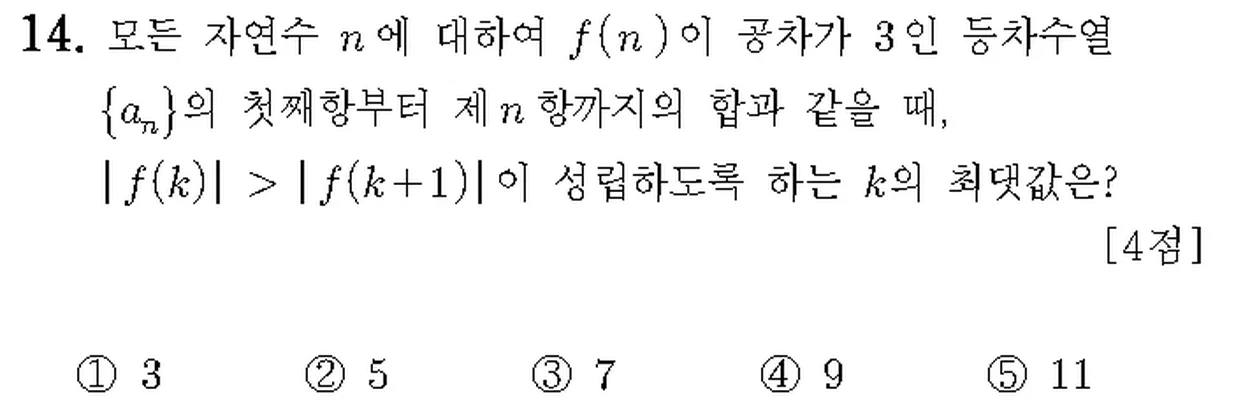 14. 모든 자연수 n에 대하여 f(n)이 공차가 3인 등차수열
{aₙ}의 첫째항부터 제n항까지의 합과 같을 때,
|f(k)| > |f(k+1)|이 성립하도록 하는 k의 최댓값은?
[4점]
① 3 ② 5 ③ 7 ④ 9 ⑤ 11